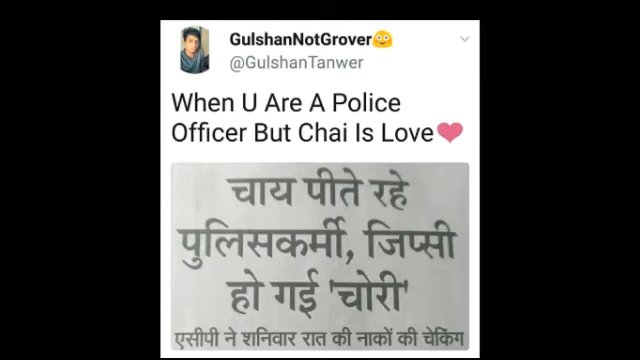 GulshanNotGrover😳
@GulshanTanwer
When U Are A Police
Officer But Chai Is Love❤
चाय पीते रहे
पुलिसकर्मी, जिप्सी
हो गई 'चोरी'
एसीपी ने शनिवार रात की नाकों की चेकिंग